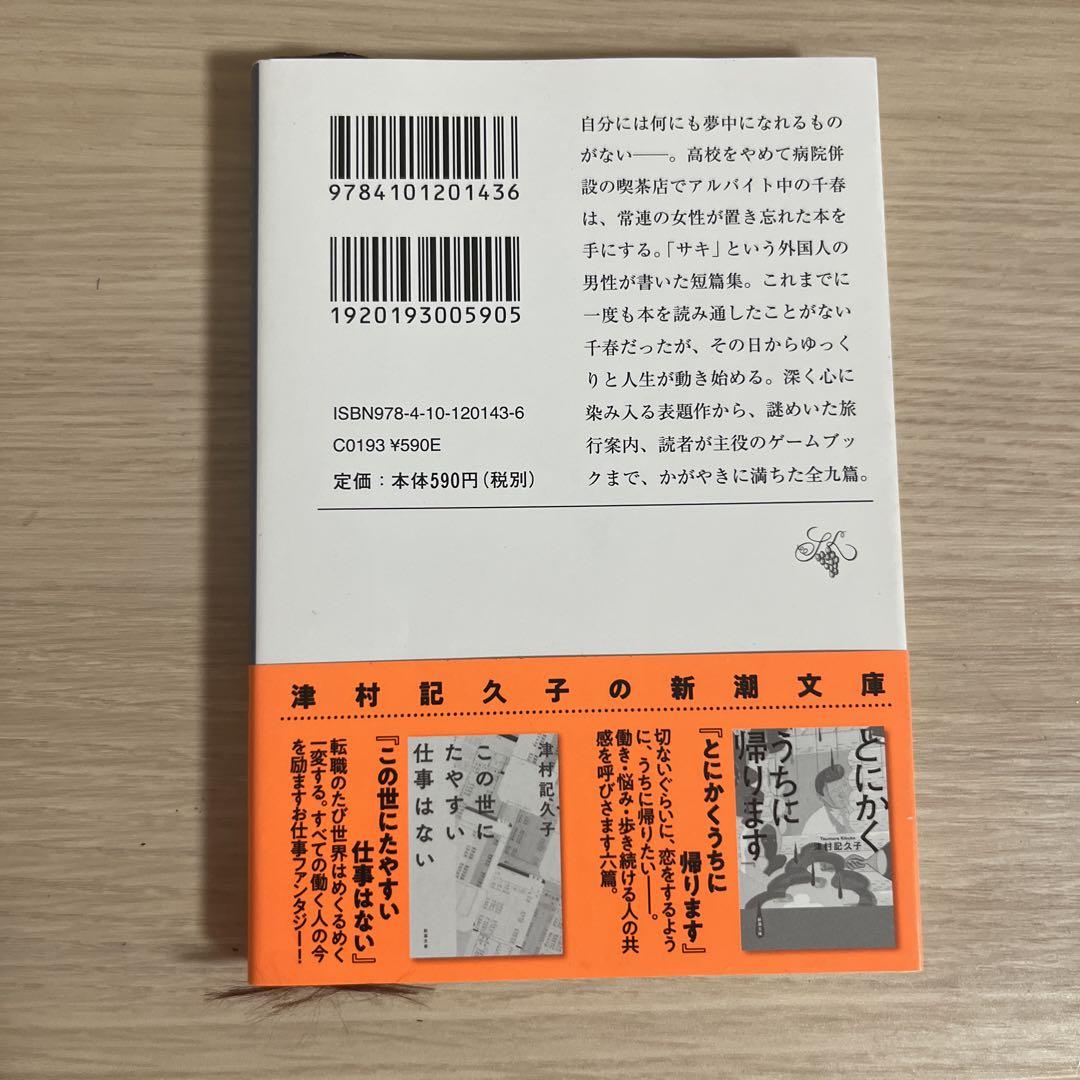 9784101201436
1920193005905
ISBN978-4-10-120143-6
C0193 ¥590E
定価：本体590円（税別）
自分には何にも夢中になれるもの
がない――。高校をやめて病院併
設の喫茶店でアルバイト中の千春
は、常連の女性が置き忘れた本を
手にする。「サキ」という外国人の
男性が書いた短篇集。これまでに
一度も本を読み通したことがない
千春だったが、その日からゆっく
りと人生が動き始める。深く心に
染み入る表題作から、謎めいた旅
行案内、読者が主役のゲームブッ
クまで、かがやきに満ちた全九篇。
津村記久子の新潮文庫
とにかく
うちに
帰ります
Tsumura Kikuko
津村記久子
新潮文庫
『とにかくうちに
帰ります』
切ないぐらいに、恋をするよう
に、うちに帰りたい――。
働き・悩み・歩き続ける人の共
感を呼びさます六篇。
津村記久子
この世に
たやすい
仕事はない
新潮文庫
『この世にたやすい
仕事はない』
転職のたび世界はめくるめく
一変する。すべての働く人の今
を励ますお仕事ファンタジー！